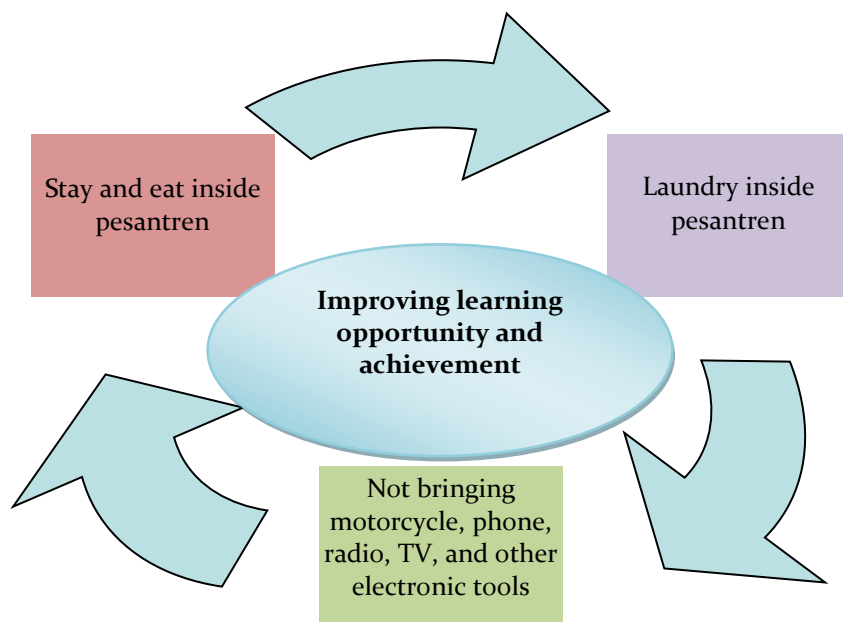 Stay and eat inside
pesantren
Laundry inside
pesantren
Improving learning
opportunity and
achievement
Not bringing
motorcycle, phone,
radio, TV, and other
electronic tools